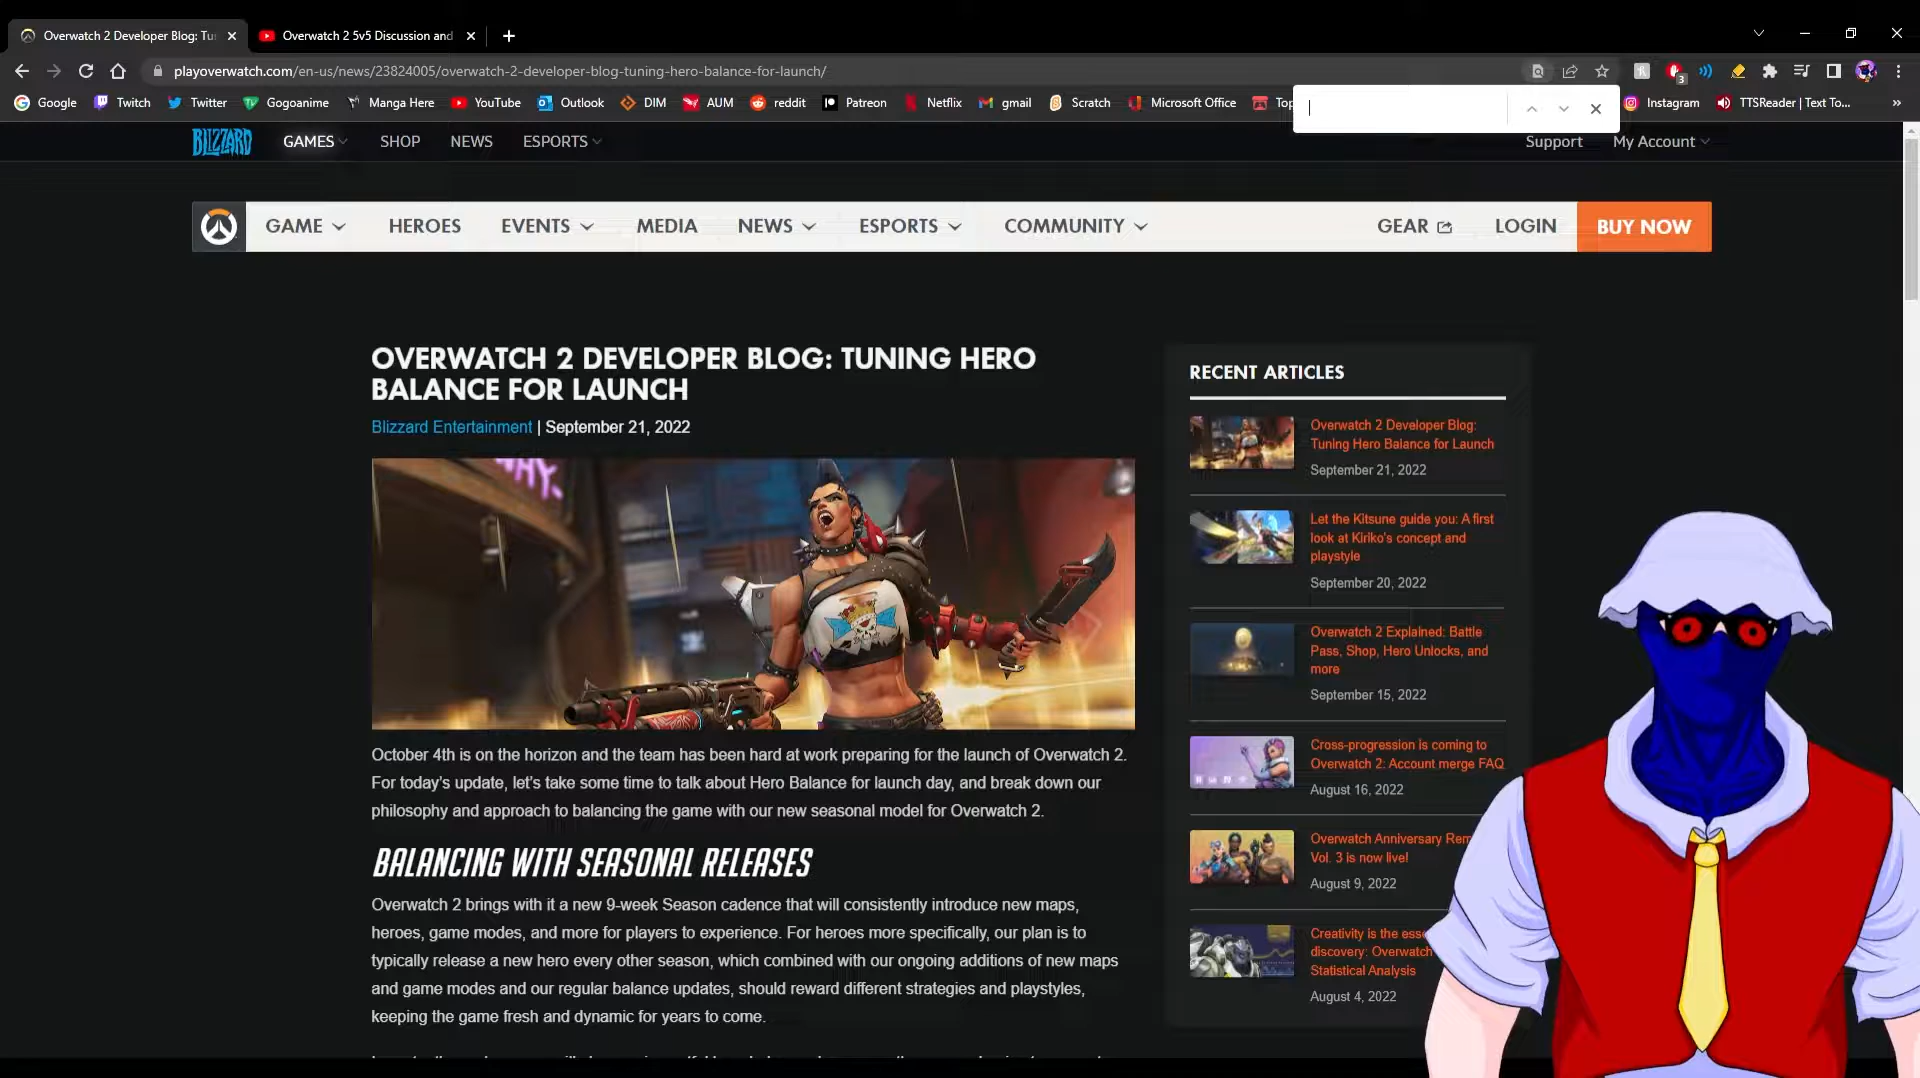 Overwatch 2 Developer Blog: Tu
Overwatch 2 5v5 Discussion and
playoverwatch.com/en-us/news/23824005/overwatch-2-developer-blog-tuning-hero-balance-for-launch/
3
Google
Twitch
Twitter
Gogoanime
Manga Here
YouTube
Outlook
DIM
AUM
reddit
Patreon
Netflix
gmail
Scratch
Microsoft Office
Top
Instagram
TTSReader | Text To...
BLIZZARD
GAMES
SHOP
NEWS
ESPORTS
Support
My Account
GAME
HEROES
EVENTS
MEDIA
NEWS
ESPORTS
COMMUNITY
GEAR
LOGIN
BUY NOW
OVERWATCH 2 DEVELOPER BLOG: TUNING HERO
BALANCE FOR LAUNCH
Blizzard Entertainment | September 21, 2022
WAY.
October 4th is on the horizon and the team has been hard at work preparing for the launch of Overwatch 2.
For today's update, let's take some time to talk about Hero Balance for launch day, and break down our
philosophy and approach to balancing the game with our new seasonal model for Overwatch 2.
BALANCING WITH SEASONAL RELEASES
Overwatch 2 brings with it a new 9-week Season cadence that will consistently introduce new maps,
heroes, game modes, and more for players to experience. For heroes more specifically, our plan is to
typically release a new hero every other season, which combined with our ongoing additions of new maps
and game modes and our regular balance updates, should reward different strategies and playstyles,
keeping the game fresh and dynamic for years to come.
RECENT ARTICLES
Overwatch 2 Developer Blog:
Tuning Hero Balance for Launch
September 21, 2022
Let the Kitsune guide you: A first
look at Kiriko's concept and
playstyle
September 20, 2022
Overwatch 2 Explained: Battle
Pass, Shop, Hero Unlocks, and
more
September 15, 2022
Cross-progression is coming to
Overwatch 2: Account merge FAQ
August 16, 2022
Overwatch Anniversary Rem
Vol. 3 is now live!
August 9, 2022
Creativity is the esse
discovery: Overwatch
Statistical Analysis
August 4, 2022